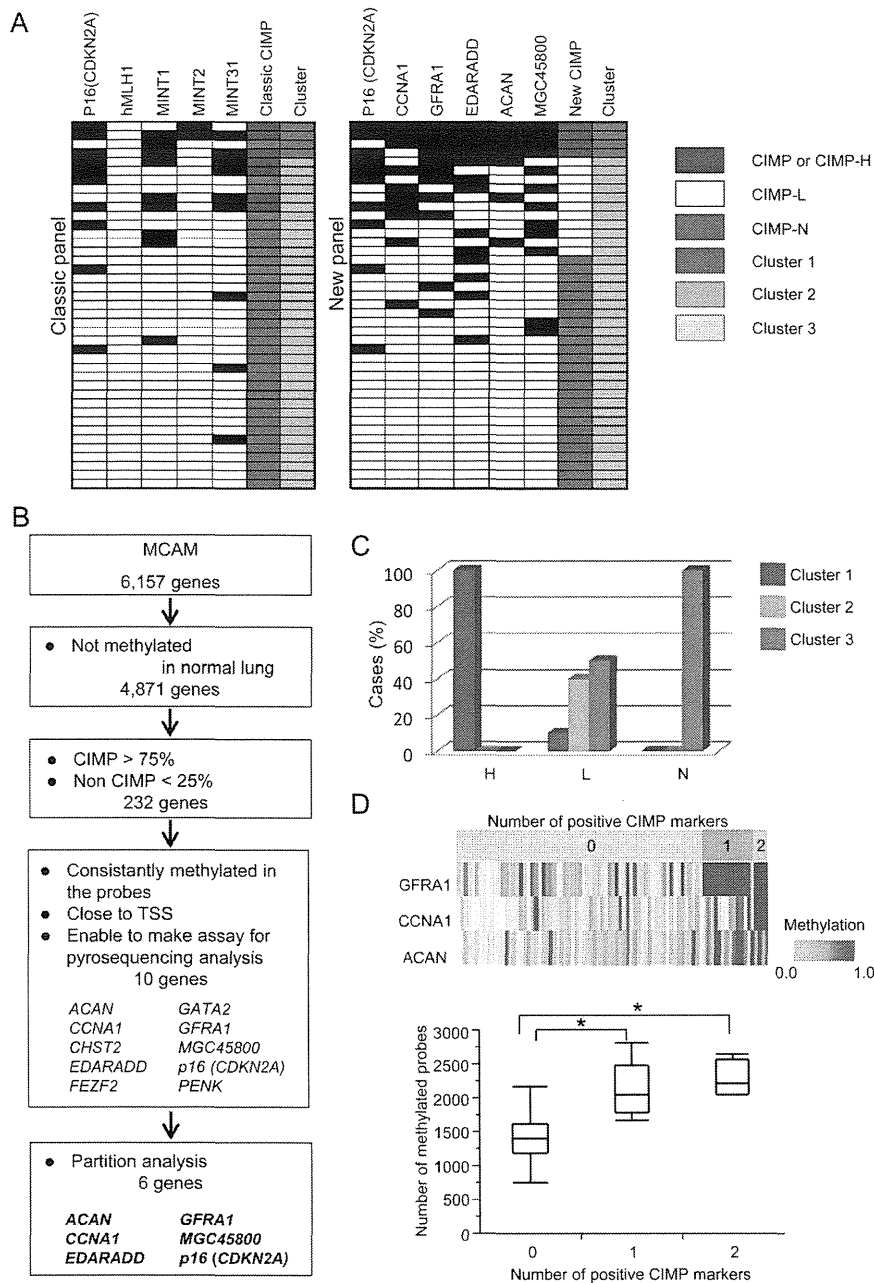 A
P16(CDKN2A)
hMLH1
MINT1
MINT2
MINT31
Classic CIMP
Cluster
P16 (CDKN2A)
CCNA1
GFRA1
EDARADD
ACAN
MGC45800
New CIMP
Cluster
Classic panel
New panel
CIMP or CIMP-H
CIMP-L
CIMP-N
Cluster 1
Cluster 2
Cluster 3
B
MCAM
6,157 genes
● Not methylated
in normal lung
4,871 genes
● CIMP > 75%
● Non CIMP < 25%
232 genes
● Consistantly methylated in
the probes
● Close to TSS
● Enable to make assay for
pyrosequencing analysis
10 genes
ACAN GATA2
CCNA1 GFRA1
CHST2 MGC45800
EDARADD p16 (CDKN2A)
FEZF2 PENK
● Partition analysis
6 genes
ACAN GFRA1
CCNA1 MGC45800
EDARADD p16 (CDKN2A)
C
Cases (%)
100
80
60
40
20
0
H L N
Cluster 1
Cluster 2
Cluster 3
D
Number of positive CIMP markers
0 1 2
GFRA1
CCNA1
ACAN
Methylation
0.0 1.0
* *
Number of methylated probes
3000
2500
2000
1500
1000
500
0
0 1 2
Number of positive CIMP markers